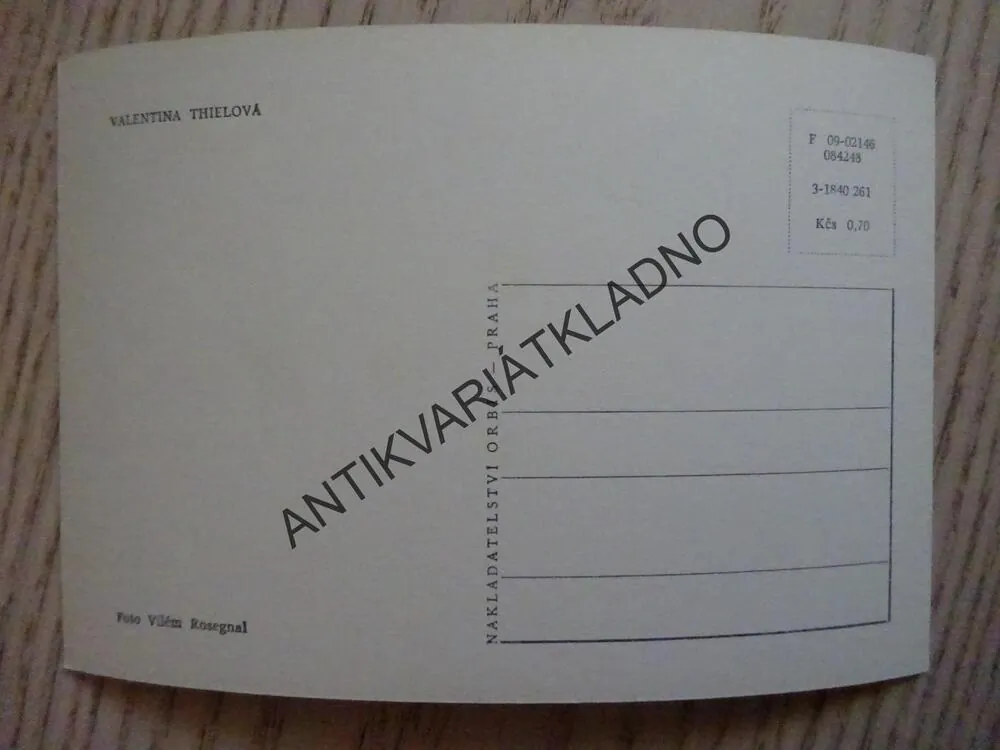 VALENTINA THIELOVÁ
F 09-02146
084248
3-1840 261
Kčs 0,70
NAKLADATELSTVÍ ORBIS – PRAHA
ANTIKVARIÁTKLADNO
Foto Vilém Rosegnal